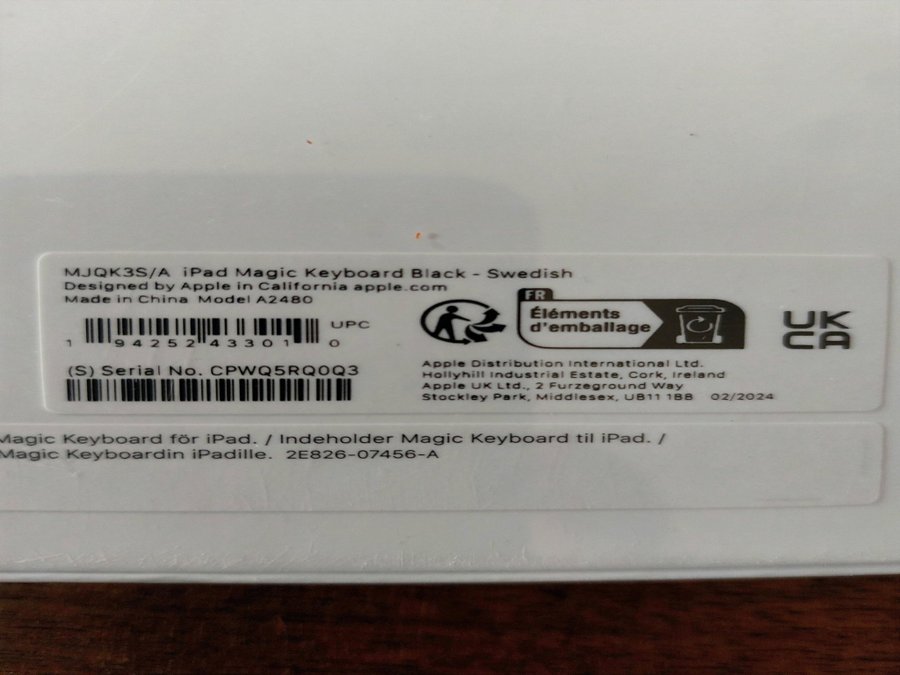 MJQK3S/A iPad Magic Keyboard Black - Swedish
Designed by Apple in California apple.com
Made in China Model A2480
UPC
1 94252 43301 0
(S) Serial No. CPWQ5RQ0Q3
FR
Éléments
d'emballage
UK
CA
Apple Distribution International Ltd.
Hollyhill Industrial Estate, Cork, Ireland
Apple UK Ltd., 2 Furzeground Way
Stockley Park, Middlesex, UB11 1BB 02/2024
Magic Keyboard för iPad. / Indeholder Magic Keyboard til iPad. /
Magic Keyboardin iPadille. 2E826-07456-A